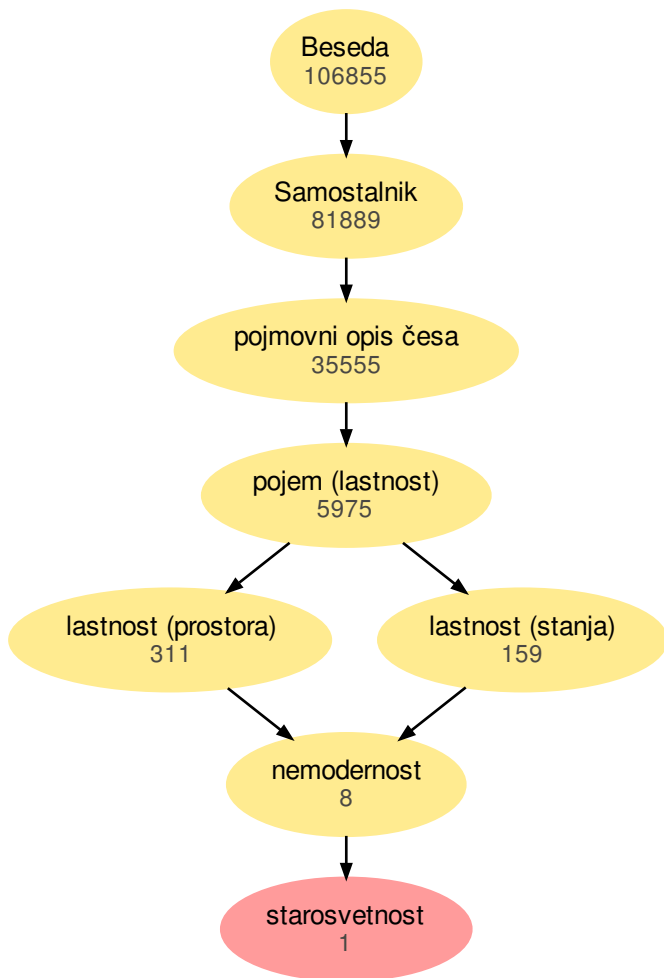 Beseda
106855
Samostalnik
81889
pojmovni opis česa
35555
pojem (lastnost)
5975
lastnost (prostora)
311
lastnost (stanja)
159
nemodernost
8
starosvetnost
1